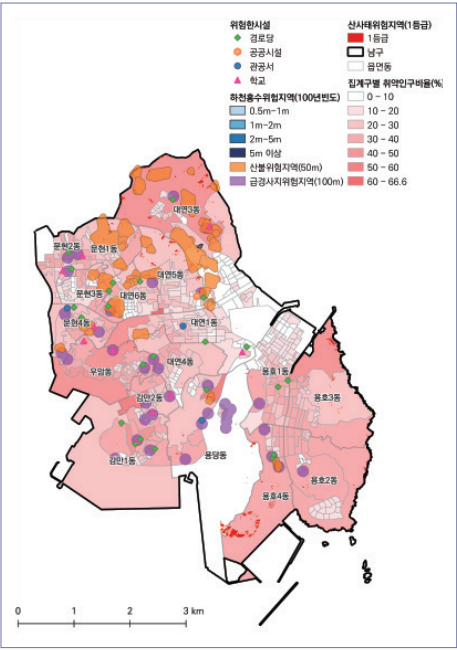 위험한시설
경로당
공공시설
관공서
학교
하천홍수위험지역(100년빈도)
0.5m-1m
1m-2m
2m-5m
5m 이상
산불위험지역(50m)
급경사지위험지역(100m)
산사태위험지역(1등급)
1등급
남구
읍면동
집계구별 취약인구비율(%)
0 - 10
10 - 20
20 - 30
30 - 40
40 - 50
50 - 60
60 - 66.6
대연3동
문현2동
문현1동
대연5동
문현3동
대연6동
문현4동
대연1동
우암동
대연4동
용호1동
감만2동
용호3동
감만1동
용당동
용호2동
용호4동
0 1 2 3 km